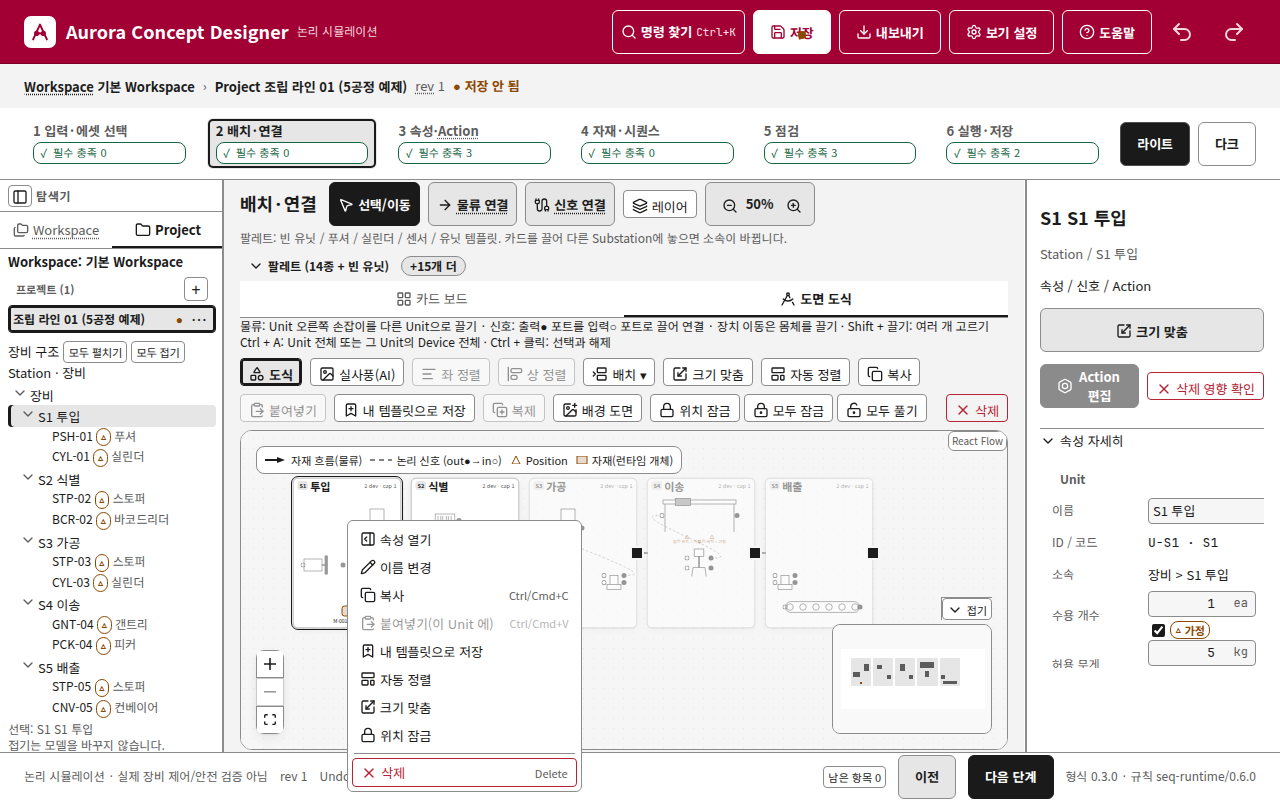 Aurora Concept Designer 논리 시뮬레이션
명령 찾기 Ctrl+K
저장
내보내기
보기 설정
도움말
Workspace 기본 Workspace › Project 조립 라인 01 (5공정 예제) rev 1 ● 저장 안 됨
1 입력·에셋 선택
✓ 필수 충족 0
2 배치·연결
✓ 필수 충족 0
3 속성·Action
✓ 필수 충족 3
4 자재·시퀀스
✓ 필수 충족 0
5 점검
✓ 필수 충족 3
6 실행·저장
✓ 필수 충족 2
라이트
다크
탐색기
Workspace
Project
Workspace: 기본 Workspace
프로젝트 (1)
+
조립 라인 01 (5공정 예제) ● ···
장비 구조 모두 펼치기 모두 접기
Station · 장비
장비
S1 투입
PSH-01 푸셔
CYL-01 실린더
S2 식별
STP-02 스토퍼
BCR-02 바코드리더
S3 가공
STP-03 스토퍼
CYL-03 실린더
S4 이송
GNT-04 갠트리
PCK-04 피커
S5 배출
STP-05 스토퍼
CNV-05 컨베이어
선택: S1 S1 투입
접기는 모델을 바꾸지 않습니다.
배치·연결
선택/이동
물류 연결
신호 연결
레이어
50%
팔레트: 빈 유닛 / 푸셔 / 실린더 / 센서 / 유닛 템플릿. 카드를 끌어 다른 Substation에 놓으면 소속이 바뀝니다.
팔레트 (14종 + 빈 유닛)
+15개 더
카드 보드
도면 도식
물류: Unit 오른쪽 손잡이를 다른 Unit으로 끌기 · 신호: 출력● 포트를 입력○ 포트로 끌어 연결 · 장치 이동은 몸체를 끌기 · Shift + 끌기: 여러 개 고르기
Ctrl + A: Unit 전체 또는 그 Unit의 Device 전체 · Ctrl + 클릭: 선택과 해제
도식
실사풍(AI)
좌 정렬
상 정렬
배치 ▾
크기 맞춤
자동 정렬
복사
붙여넣기
내 템플릿으로 저장
복제
배경 도면
위치 잠금
모두 잠금
모두 풀기
삭제
React Flow
자재 흐름(물류) 논리 신호 (out●→in○) Position 자재(런타임 개체)
S1 투입 2 dev · cap 1
S2 식별 2 dev · cap 1
S3 가공 2 dev · cap 1
S4 이송 2 dev · cap 1
S5 배출 2 dev · cap 1
속성 열기
이름 변경
복사 Ctrl/Cmd+C
붙여넣기(이 Unit 에) Ctrl/Cmd+V
내 템플릿으로 저장
자동 정렬
크기 맞춤
위치 잠금
삭제 Delete
접기
S1 S1 투입
Station / S1 투입
속성 / 신호 / Action
크기 맞춤
Action
편집
삭제 영향 확인
속성 자세히
Unit
이름 S1 투입
ID / 코드 U-S1 · S1
소속 장비 > S1 투입
수용 개수 1 ea
가정
허용 무게 5 kg
논리 시뮬레이션 · 실제 장비 제어/안전 검증 아님 rev 1 Undo
남은 항목 0
이전
다음 단계
형식 0.3.0 · 규칙 seq-runtime/0.6.0